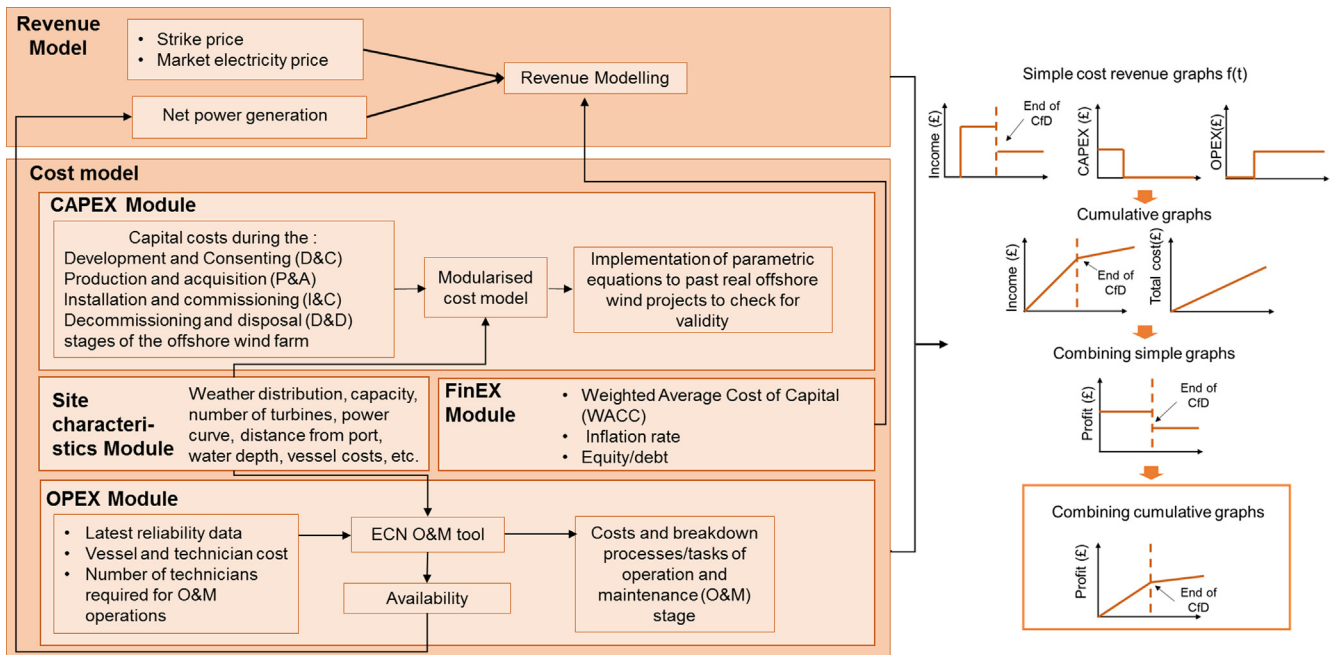 Revenue
Model
• Strike price
• Market electricity price
Net power generation
Revenue Modelling
Cost model
CAPEX Module
Capital costs during the :
Development and Consenting (D&C)
Production and acquisition (P&A)
Installation and commissioning (I&C)
Decommissioning and disposal (D&D)
stages of the offshore wind farm
Modularised
cost model
Implementation of parametric
equations to past real offshore
wind projects to check for
validity
Site
characteri-
stics Module
Weather distribution, capacity,
number of turbines, power
curve, distance from port,
water depth, vessel costs, etc.
FinEX
Module
• Weighted Average Cost of Capital
(WACC)
• Inflation rate
• Equity/debt
OPEX Module
• Latest reliability data
• Vessel and technician cost
• Number of technicians
required for O&M
operations
ECN O&M tool
Availability
Costs and breakdown
processes/tasks of
operation and
maintenance (O&M)
stage
Simple cost revenue graphs f(t)
Income (£)
End of
CfD
CAPEX (£)
OPEX(£)
Cumulative graphs
Income (£)
End of
CfD
Total cost(£)
Combining simple graphs
Profit (£)
End of
CfD
Combining cumulative graphs
Profit (£)
End of
CfD